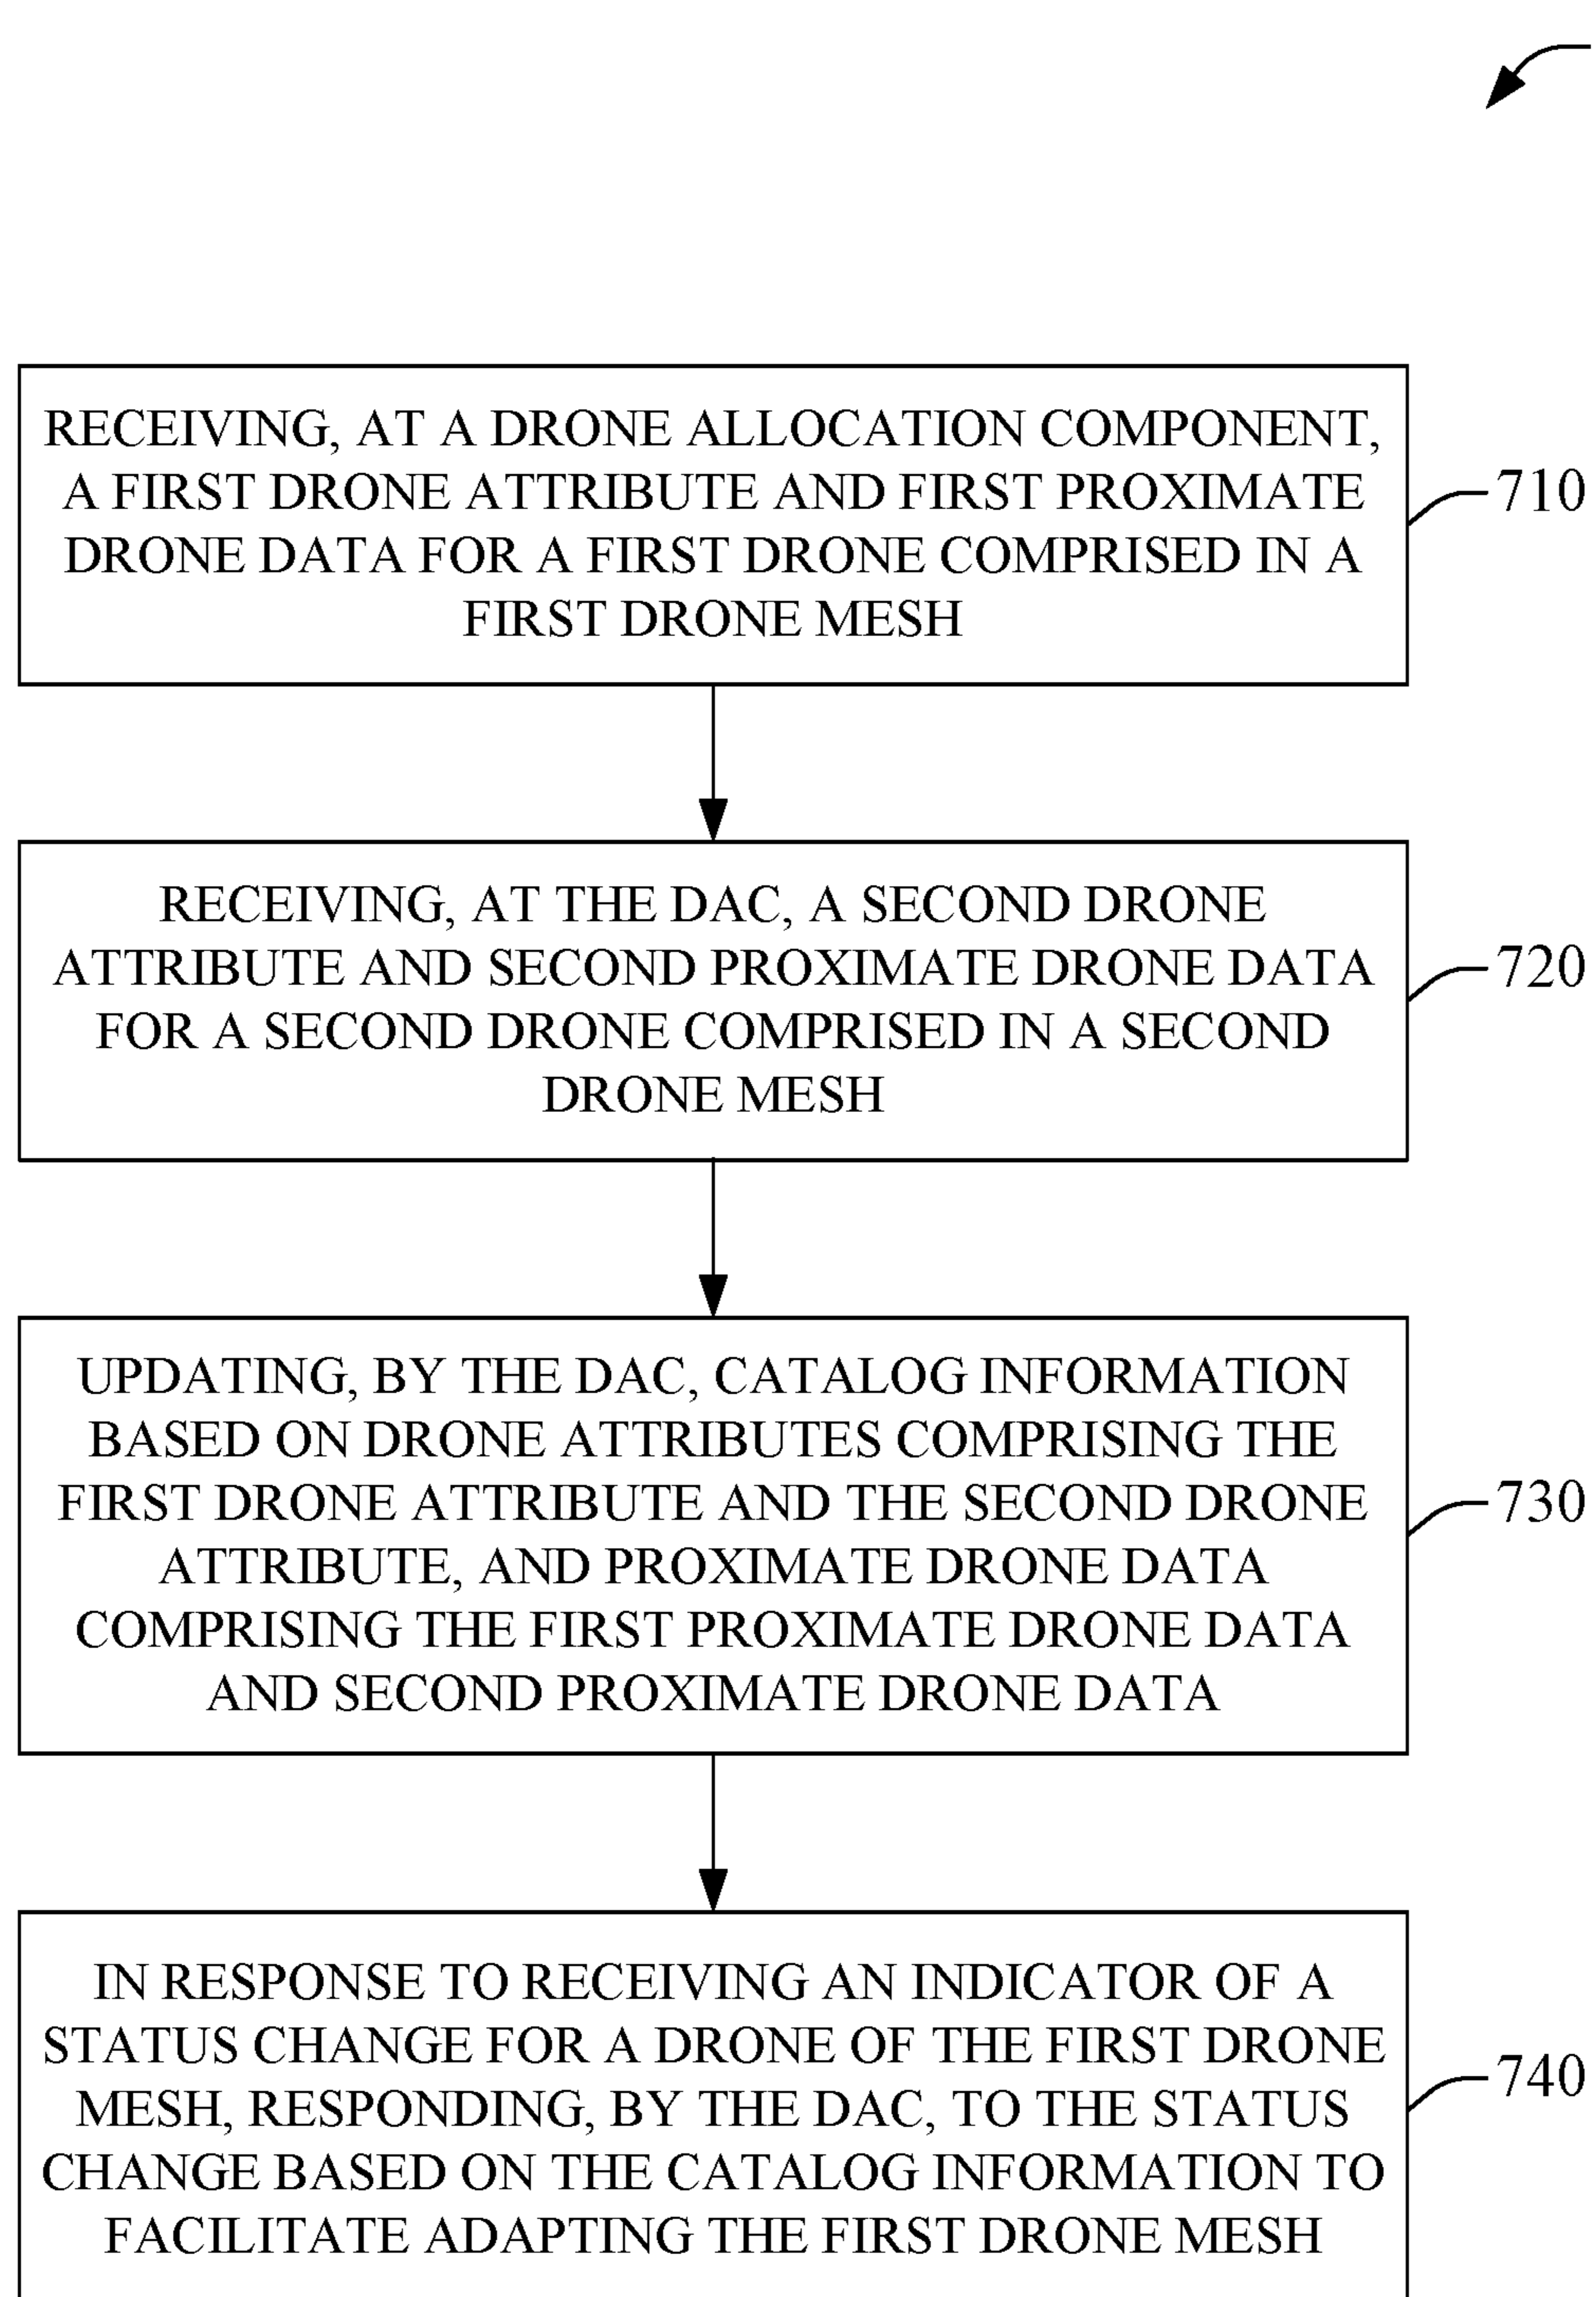 RECEIVING, AT A DRONE ALLOCATION COMPONENT,
A FIRST DRONE ATTRIBUTE AND FIRST PROXIMATE
DRONE DATA FOR A FIRST DRONE COMPRISED IN A
FIRST DRONE MESH
710
RECEIVING, AT THE DAC, A SECOND DRONE
ATTRIBUTE AND SECOND PROXIMATE DRONE DATA
FOR A SECOND DRONE COMPRISED IN A SECOND
DRONE MESH
720
UPDATING, BY THE DAC, CATALOG INFORMATION
BASED ON DRONE ATTRIBUTES COMPRISING THE
FIRST DRONE ATTRIBUTE AND THE SECOND DRONE
ATTRIBUTE, AND PROXIMATE DRONE DATA
COMPRISING THE FIRST PROXIMATE DRONE DATA
AND SECOND PROXIMATE DRONE DATA
730
IN RESPONSE TO RECEIVING AN INDICATOR OF A
STATUS CHANGE FOR A DRONE OF THE FIRST DRONE
MESH, RESPONDING, BY THE DAC, TO THE STATUS
CHANGE BASED ON THE CATALOG INFORMATION TO
FACILITATE ADAPTING THE FIRST DRONE MESH
740